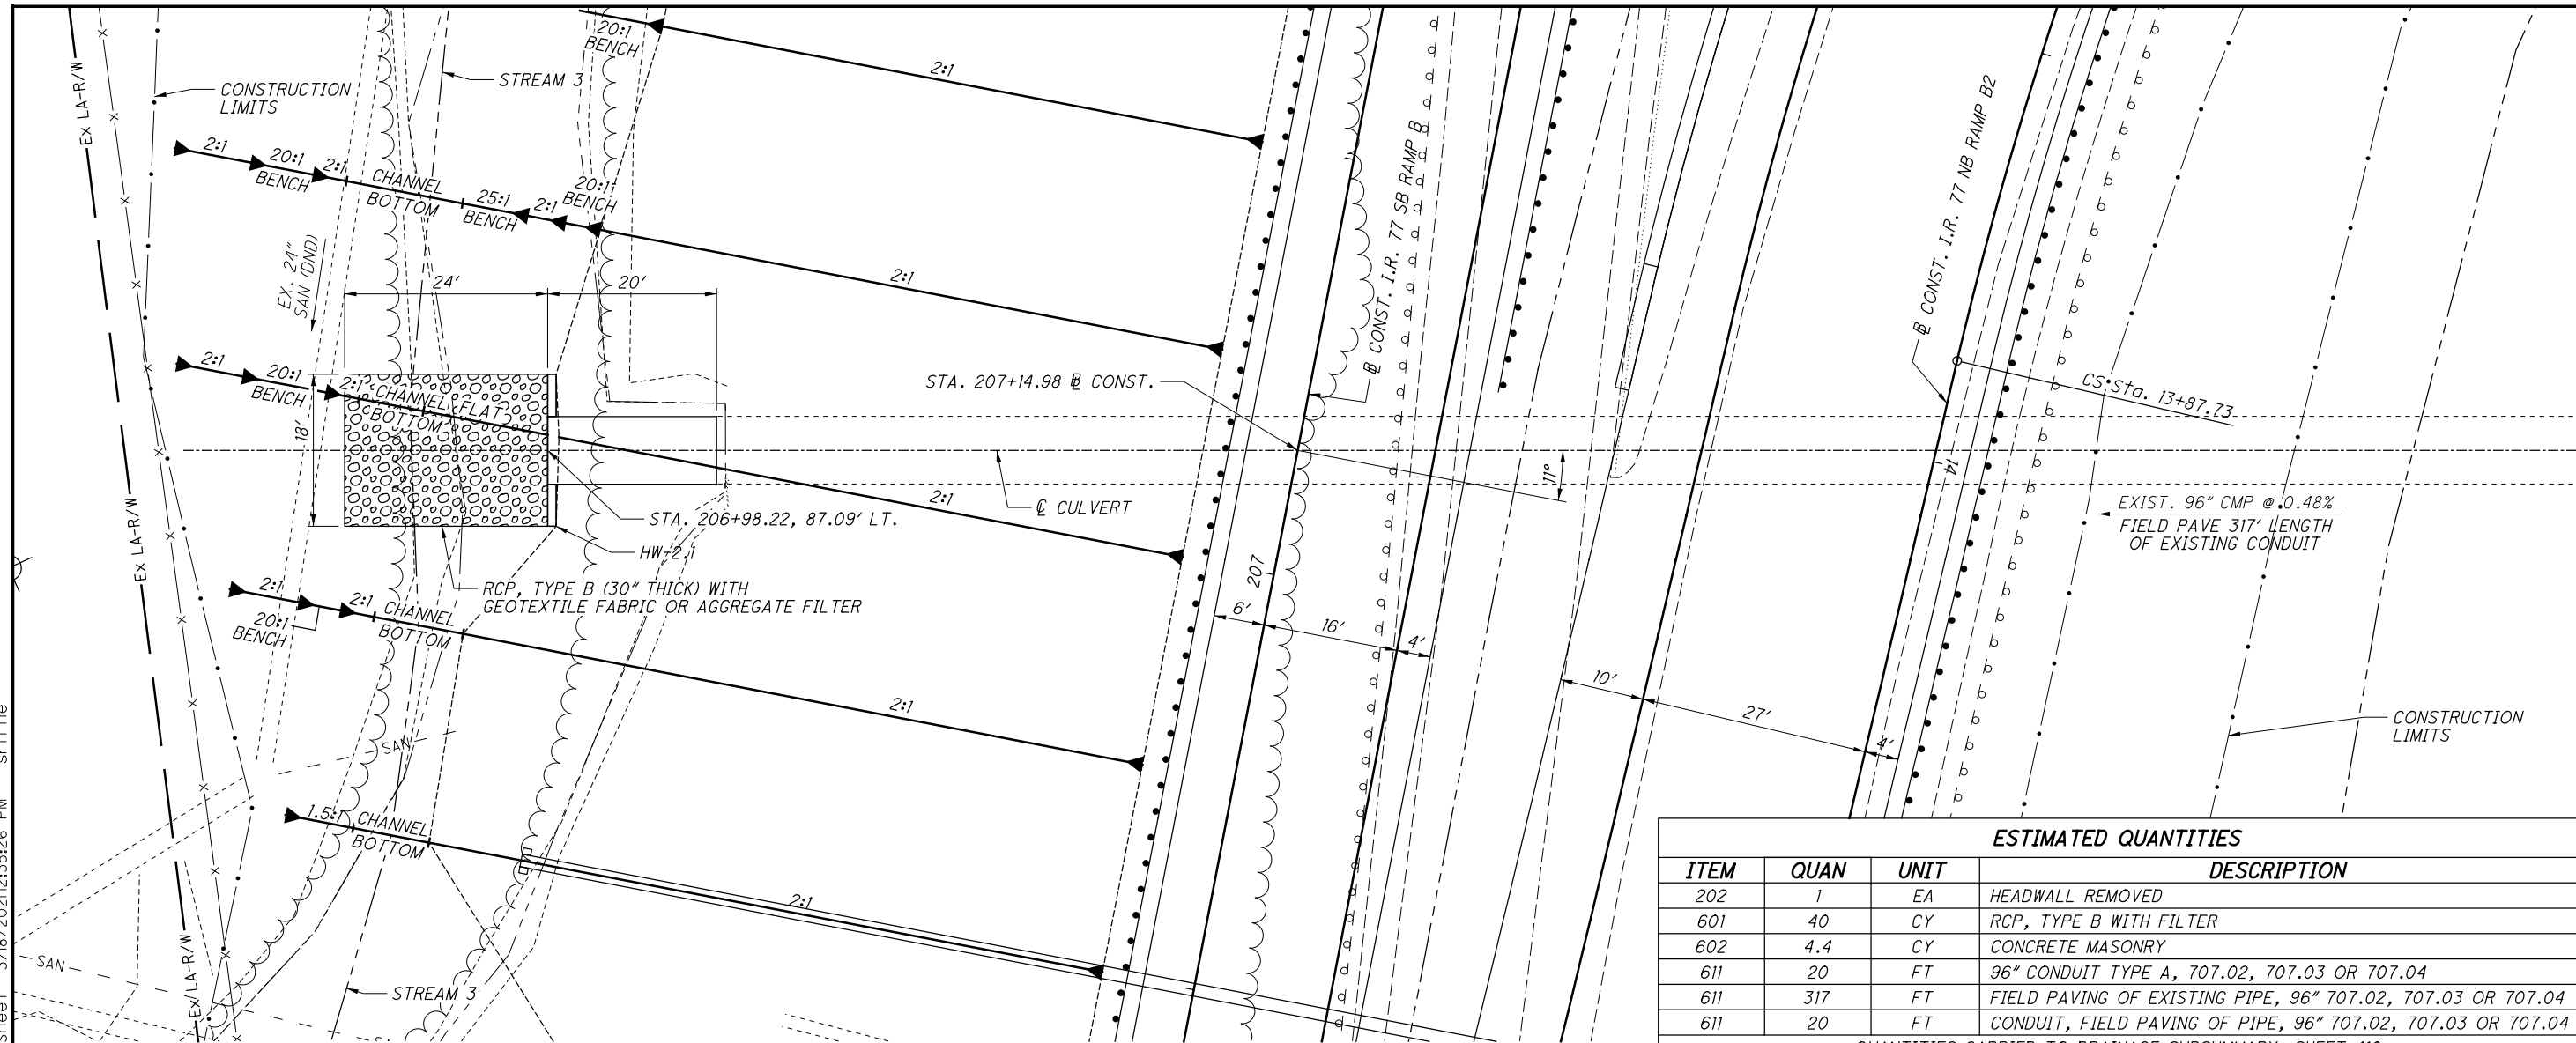 20:1
BENCH
2:1
STREAM 3
CONSTRUCTION
LIMITS
Ex LA-R/W
2:1
20:1
BENCH
2:1
CHANNEL
BOTTOM
25:1
BENCH
2:1
20:1
BENCH
2:1
EX. 24"
SAN (DND)
24'
20'
18'
2:1
20:1
BENCH
2:1
CHANNEL FLAT
BOTTOM
2:1
STA. 207+14.98 ℄ CONST.
℄ CONST. I.R. 77 SB RAMP B
℄ CONST. I.R. 77 NB RAMP B2
CS Sta. 13+87.73
14
11°
℄ CULVERT
STA. 206+98.22, 87.09' LT.
HW-2.1
RCP, TYPE B (30" THICK) WITH
GEOTEXTILE FABRIC OR AGGREGATE FILTER
EXIST. 96" CMP @ 0.48%
FIELD PAVE 317' LENGTH
OF EXISTING CONDUIT
Ex LA-R/W
2:1
20:1
BENCH
2:1
CHANNEL
BOTTOM
2:1
207
6'
16'
4'
10'
27'
4'
CONSTRUCTION
LIMITS
SAN
1.5:1
CHANNEL
BOTTOM
2:1
SAN
Ex LA-R/W
STREAM 3
ESTIMATED QUANTITIES
ITEM QUAN UNIT DESCRIPTION
202 1 EA HEADWALL REMOVED
601 40 CY RCP, TYPE B WITH FILTER
602 4.4 CY CONCRETE MASONRY
611 20 FT 96" CONDUIT TYPE A, 707.02, 707.03 OR 707.04
611 317 FT FIELD PAVING OF EXISTING PIPE, 96" 707.02, 707.03 OR 707.04
611 20 FT CONDUIT, FIELD PAVING OF PIPE, 96" 707.02, 707.03 OR 707.04